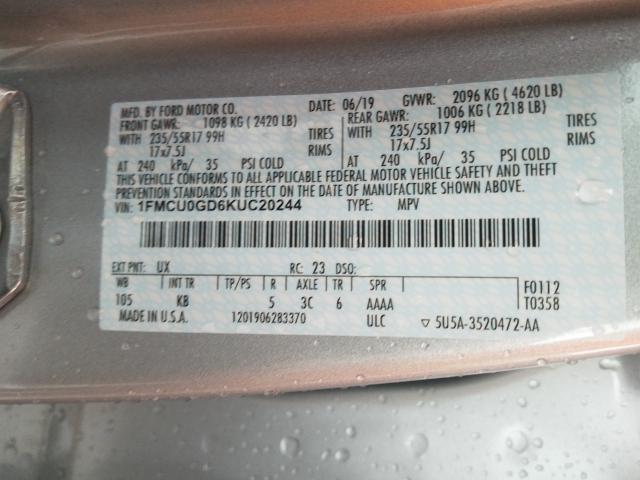 MFD. BY FORD MOTOR CO. DATE: 06/19 GVWR: 2096 KG ( 4620 LB)
FRONT GAWR: 1098 KG ( 2420 LB) REAR GAWR: 1006 KG ( 2218 LB)
WITH 235/55R17 99H TIRES WITH 235/55R17 99H TIRES
17x7.5J RIMS 17x7.5J RIMS
AT 240 kPa/ 35 PSI COLD AT 240 kPa/ 35 PSI COLD
THIS VEHICLE CONFORMS TO ALL APPLICABLE FEDERAL MOTOR VEHICLE SAFETY AND THEFT
PREVENTION STANDARDS IN EFFECT ON THE DATE OF MANUFACTURE SHOWN ABOVE.
VIN: 1FMCU0GD6KUC20244 TYPE: MPV
EXT PNT: UX RC: 23 DSO:
WB INT TR TP/PS R AXLE TR SPR F0112
105 KB 5 3C 6 AAAA T0358
MADE IN U.S.A. 1201906283370 ULC ▽ 5U5A-3520472-AA